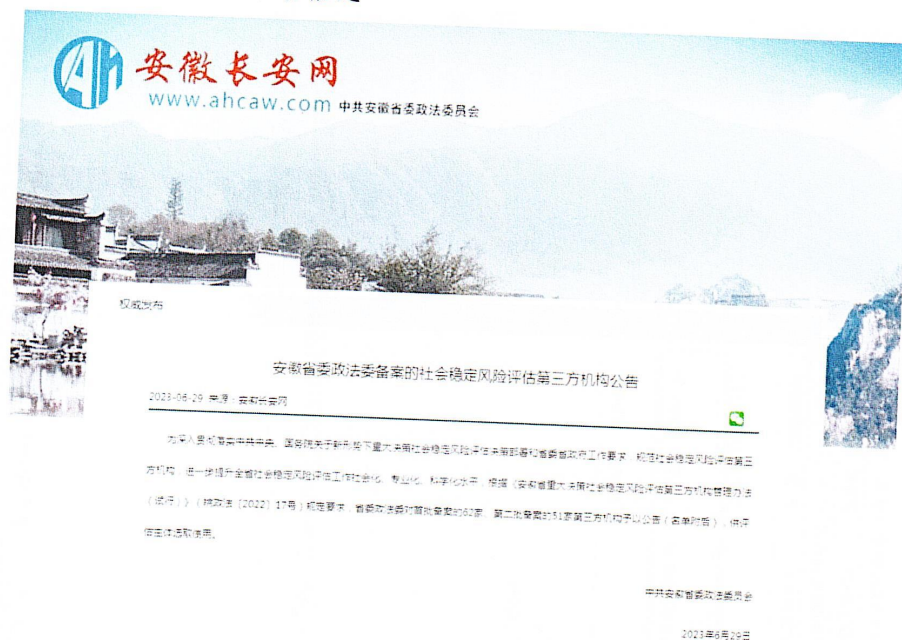 安徽长安网
www.ahcaw.com 中共安徽省委政法委员会
权威发布
安徽省委政法委备案的社会稳定风险评估第三方机构公告
2023-06-29 来源：安徽长安网
为深入贯彻落实中共中央、国务院关于新形势下重大决策社会稳定风险评估决策部署和省委省政府工作要求，规范社会稳定风险评估第三
方机构，进一步提升全省社会稳定风险评估工作社会化、专业化、科学化水平，根据《安徽省重大决策社会稳定风险评估第三方机构管理办法
（试行）》（皖政法〔2022〕17号）规定要求，省委政法委对首批备案的62家、第二批备案的51家第三方机构予以公告（名单附后），供评
估主体选取使用。
中共安徽省委政法委员会
2023年6月29日